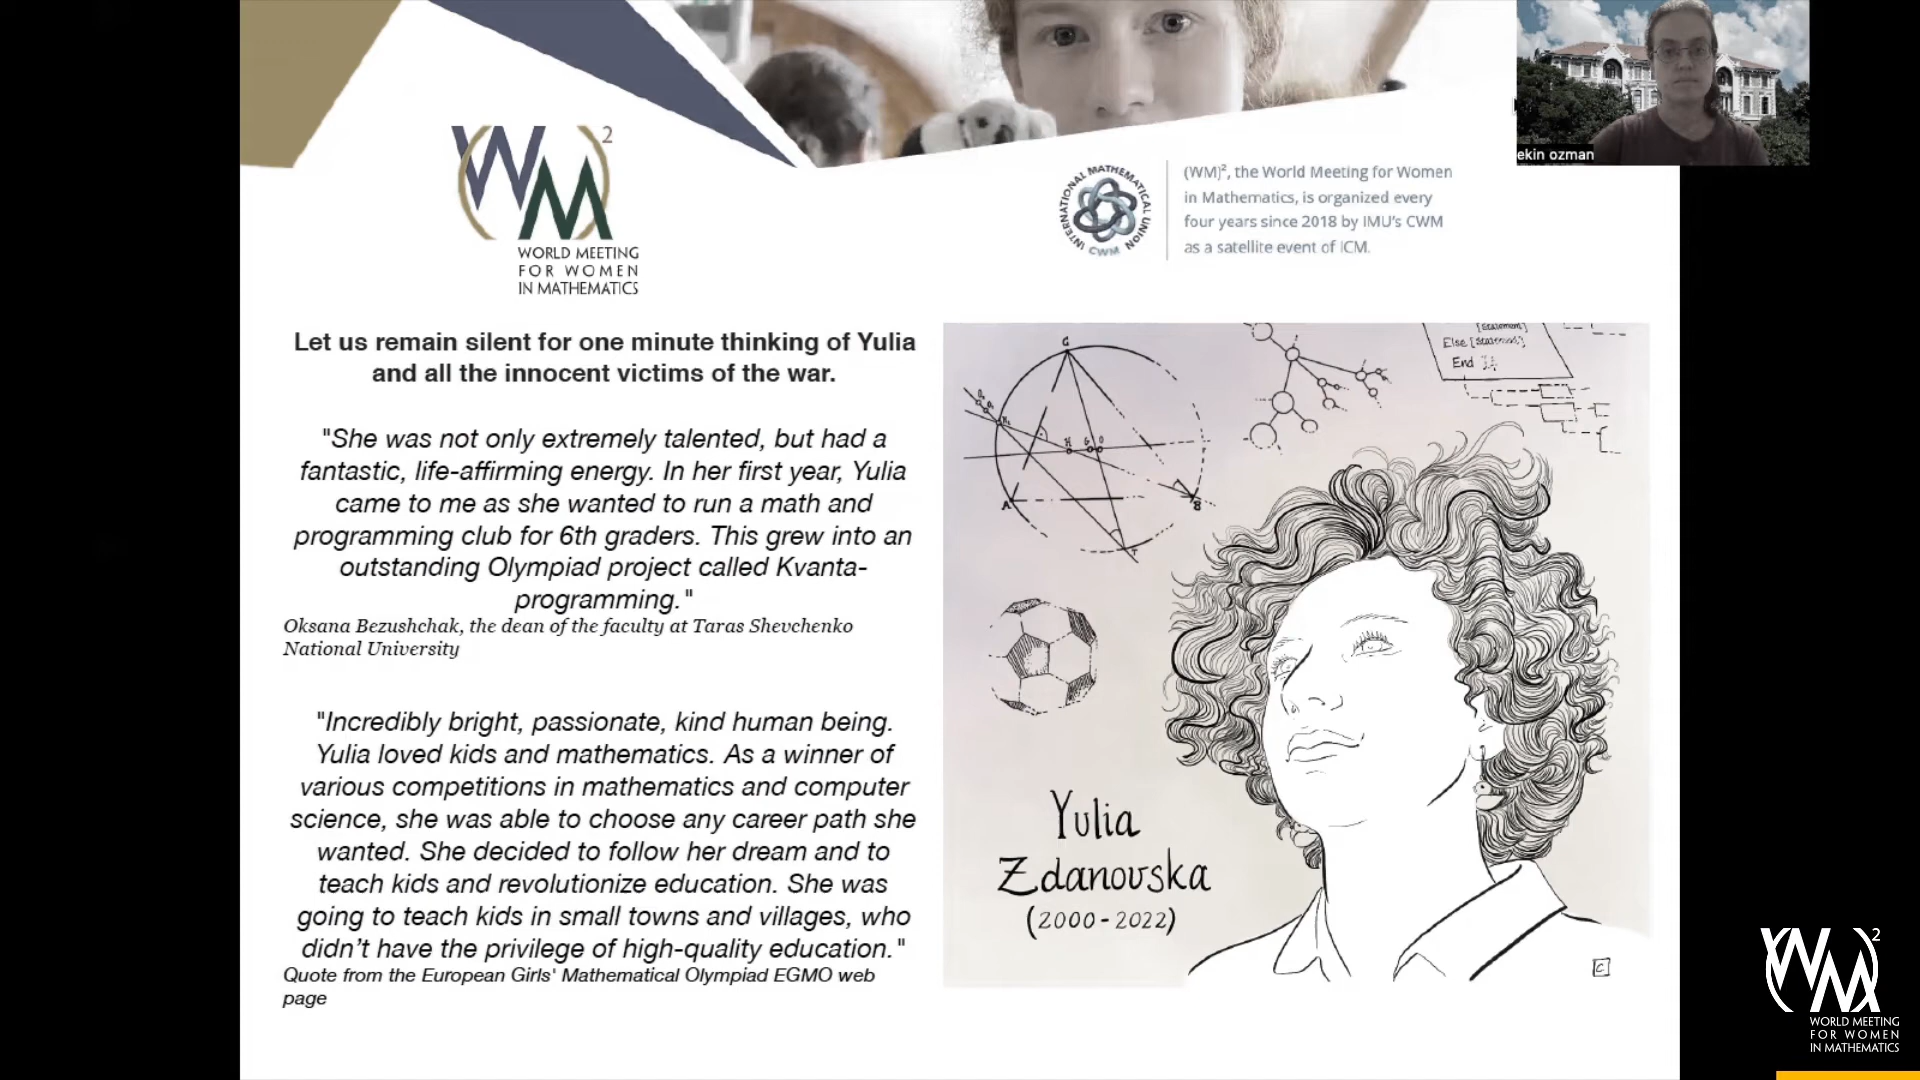 ekin ozman
WM 2
WORLD MEETING
FOR WOMEN
IN MATHEMATICS
INTERNATIONAL MATHEMATICAL UNION
CWM
(WM)², the World Meeting for Women
in Mathematics, is organized every
four years since 2018 by IMU's CWM
as a satellite event of ICM.
Let us remain silent for one minute thinking of Yulia
and all the innocent victims of the war.
"She was not only extremely talented, but had a
fantastic, life-affirming energy. In her first year, Yulia
came to me as she wanted to run a math and
programming club for 6th graders. This grew into an
outstanding Olympiad project called Kvanta-
programming."
Oksana Bezushchak, the dean of the faculty at Taras Shevchenko
National University
"Incredibly bright, passionate, kind human being.
Yulia loved kids and mathematics. As a winner of
various competitions in mathematics and computer
science, she was able to choose any career path she
wanted. She decided to follow her dream and to
teach kids and revolutionize education. She was
going to teach kids in small towns and villages, who
didn't have the privilege of high-quality education."
Quote from the European Girls' Mathematical Olympiad EGMO web
page
[Statement]
Else [Statement]
End
A
B
T
Yulia
Zdanovska
(2000-2022)
C
WM 2
WORLD MEETING
FOR WOMEN
IN MATHEMATICS